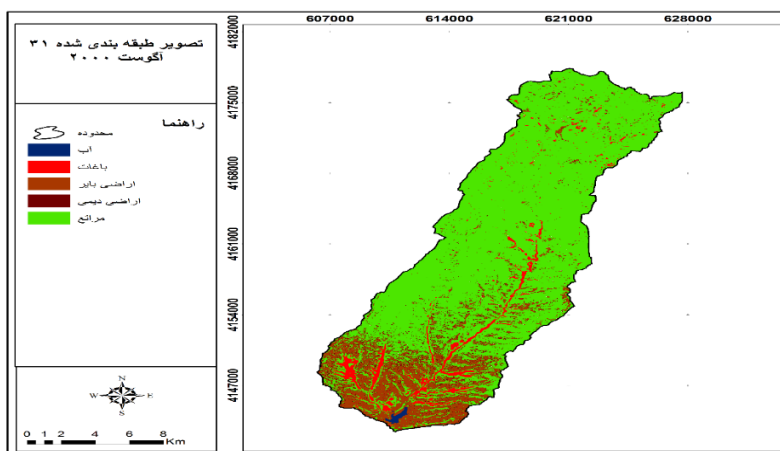 تصویر طبقه بندی شده ۳۱
آگوست ۲۰۰۰
راهنما
محدوده
آب
باغات
اراضی بایر
اراضی دیمی
مراتع
N
W E
S
0 1 2 4 6 8
Km
607000 614000 621000 628000
4182000
4175000
4168000
4161000
4154000
4147000